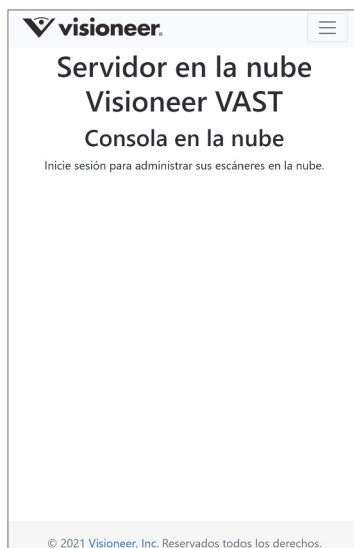 visioneer.
Servidor en la nube
Visioneer VAST
Consola en la nube
Inicie sesión para administrar sus escáneres en la nube.
© 2021 Visioneer, Inc. Reservados todos los derechos.